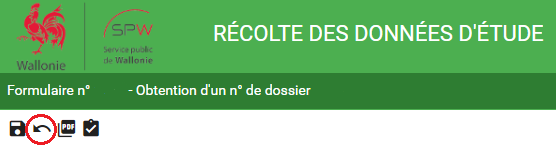 RÉCOLTE DES DONNÉES D'ÉTUDE
SPW
Service public
de Wallonie
Wallonie
Formulaire n° - Obtention d'un n° de dossier
PDF